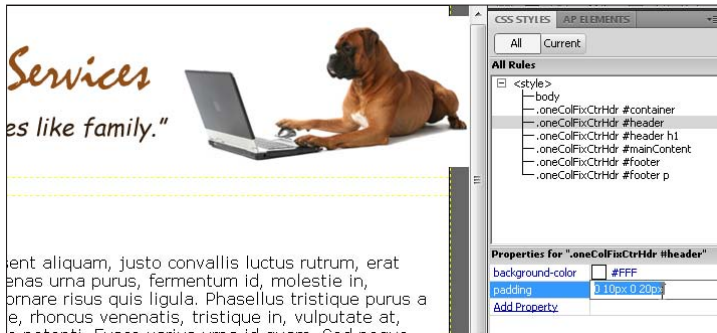 Services
es like family."
sent aliquam, justo convallis luctus rutrum, erat
enas urna purus, fermentum id, molestie in,
ornare risus quis ligula. Phasellus tristique purus a
e, rhoncus venenatis, tristique in, vulputate at,
CSS STYLES AP ELEMENTS
All Current
All Rules
<style>
body
.oneColFixCtrHdr #container
.oneColFixCtrHdr #header
.oneColFixCtrHdr #header h1
.oneColFixCtrHdr #mainContent
.oneColFixCtrHdr #footer
.oneColFixCtrHdr #footer p
Properties for ".oneColFixCtrHdr #header"
background-color #FFF
padding 0 10px 0 20px
Add Property